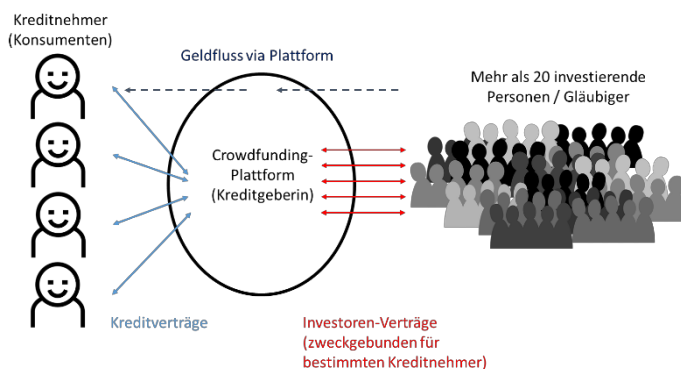 Kreditnehmer
(Konsumenten)
Geldfluss via Plattform
Mehr als 20 investierende
Personen / Gläubiger
Crowdfunding-
Plattform
(Kreditgeberin)
Kreditverträge
Investoren-Verträge
(zweckgebunden für
bestimmten Kreditnehmer)